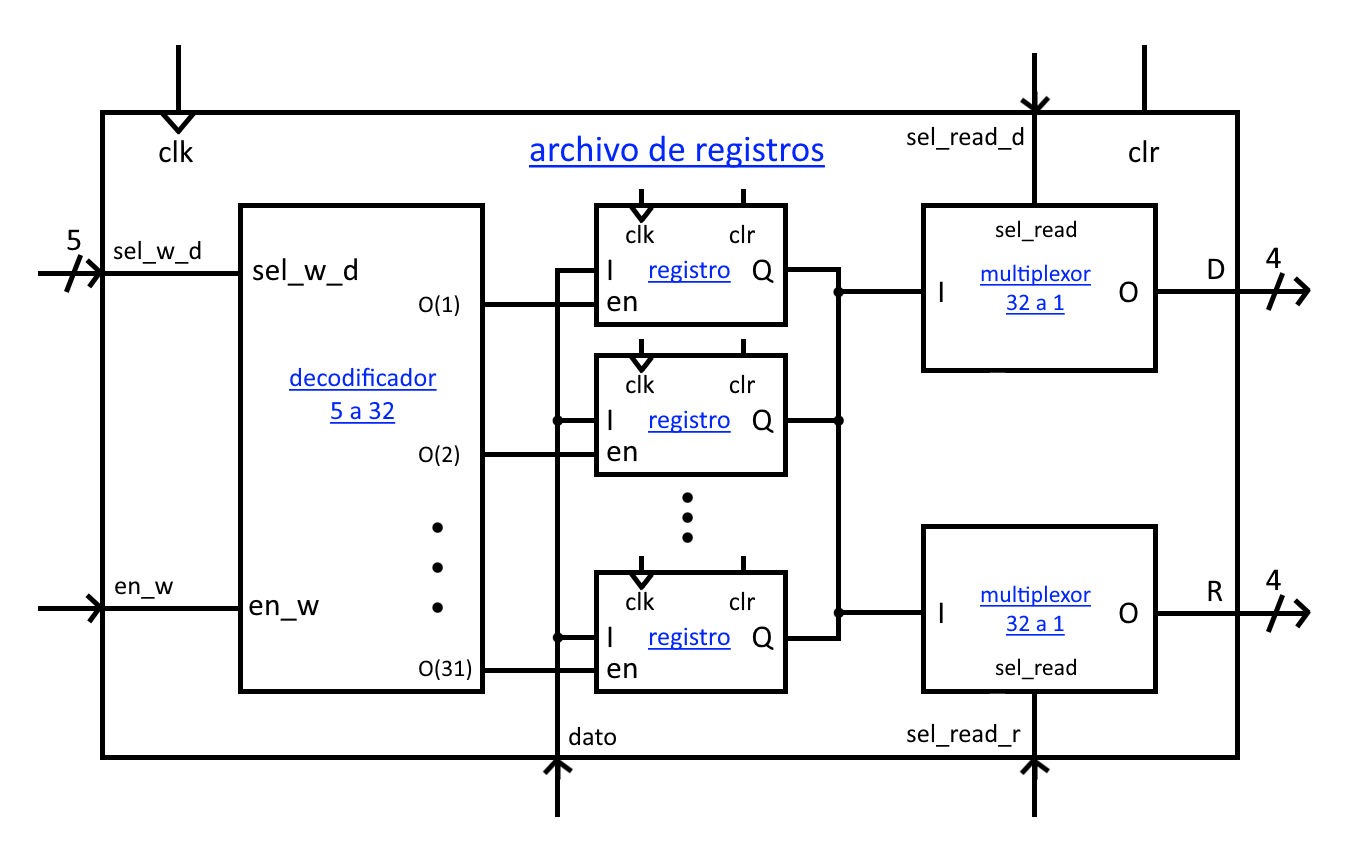 clk
archivo de registros
sel_read_d
clr
5
sel_w_d
sel_w_d
O(1)
decodificador
5 a 32
O(2)
en_w
en_w
O(31)
clk
clr
I
registro
Q
en
clk
clr
I
registro
Q
en
clk
clr
I
registro
Q
en
dato
sel_read
multiplexor
32 a 1
I
O
D
4
I
multiplexor
32 a 1
O
sel_read
R
4
sel_read_r